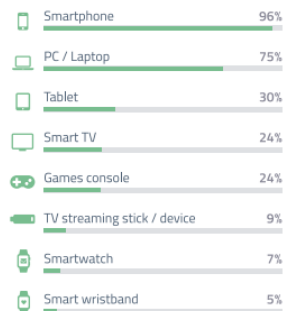 Smartphone 96%
PC / Laptop 75%
Tablet 30%
Smart TV 24%
Games console 24%
TV streaming stick / device 9%
Smartwatch 7%
Smart wristband 5%